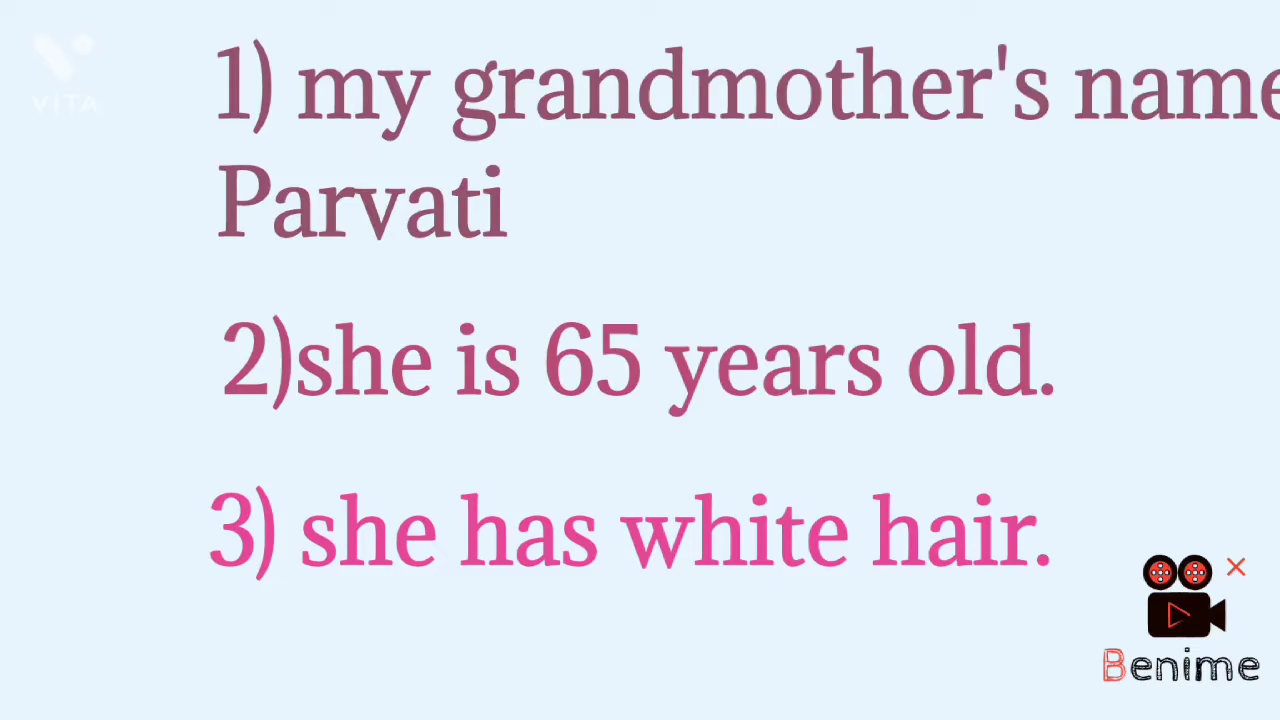 VITA
1) my grandmother's name
Parvati
2)she is 65 years old.
3) she has white hair.
Benime